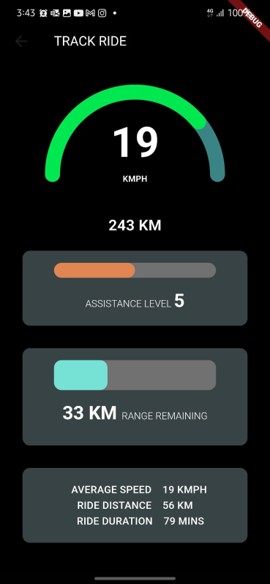 3:43
4G
100%
DEBUG
TRACK RIDE
19
KMPH
243 KM
ASSISTANCE LEVEL 5
33 KM RANGE REMAINING
AVERAGE SPEED 19 KMPH
RIDE DISTANCE 56 KM
RIDE DURATION 79 MINS